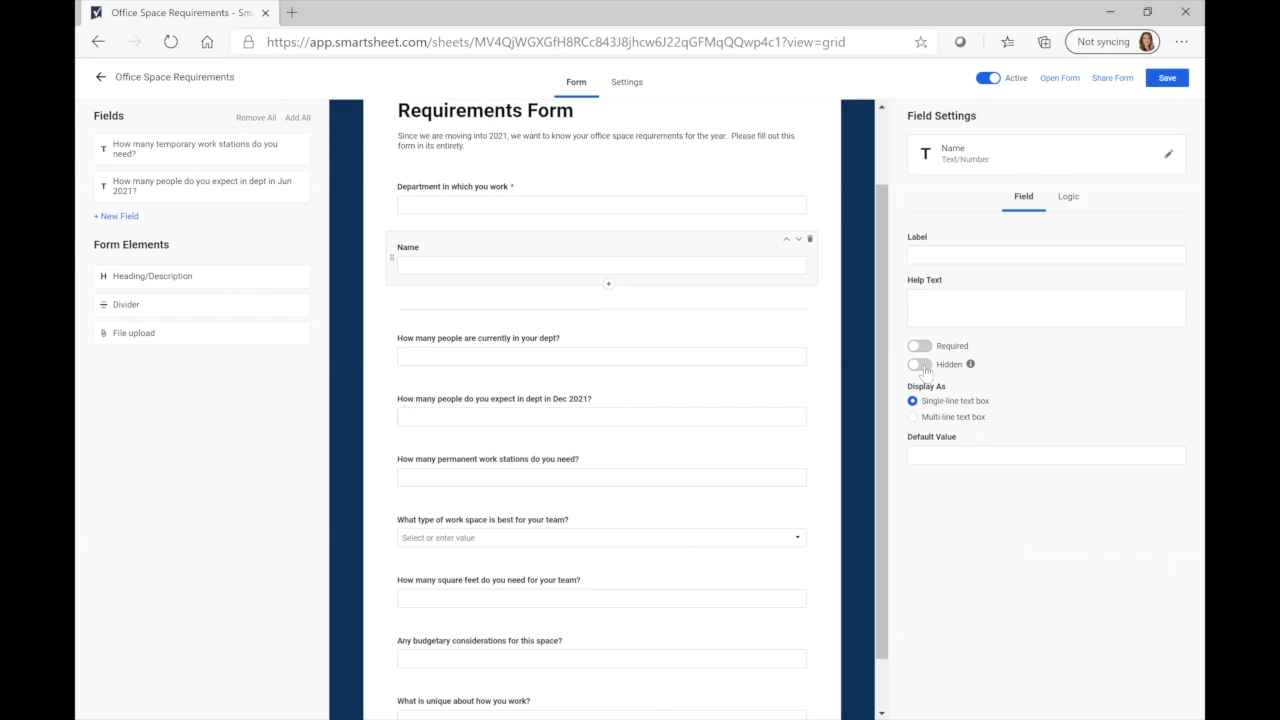 Office Space Requirements - Sm
https://app.smartsheet.com/sheets/MV4QjWGXGfH8RCc843J8jhcw6J22qGFMqQQwp4c1?view=grid
Not syncing
Office Space Requirements
Form
Settings
Active
Open Form
Share Form
Save
Fields
Remove All
Add All
T
How many temporary work stations do you
need?
T
How many people do you expect in dept in Jun
2021?
+ New Field
Form Elements
H
Heading/Description
Divider
File upload
Requirements Form
Since we are moving into 2021, we want to know your office space requirements for the year. Please fill out this
form in its entirety.
Department in which you work *
Name
How many people are currently in your dept?
How many people do you expect in dept in Dec 2021?
How many permanent work stations do you need?
What type of work space is best for your team?
Select or enter value
How many square feet do you need for your team?
Any budgetary considerations for this space?
What is unique about how you work?
Field Settings
T
Name
Text/Number
Field
Logic
Label
Help Text
Required
Hidden
Display As
Single-line text box
Multi-line text box
Default Value